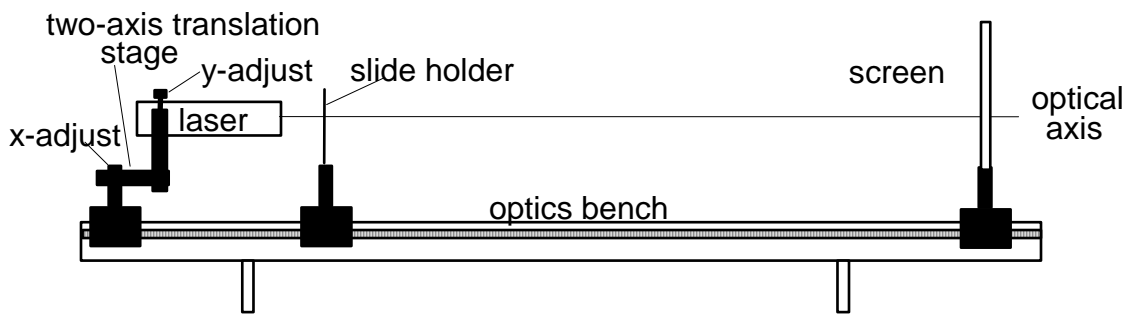 two-axis translation
stage
y-adjust
slide holder
screen
optical
axis
laser
x-adjust
optics bench